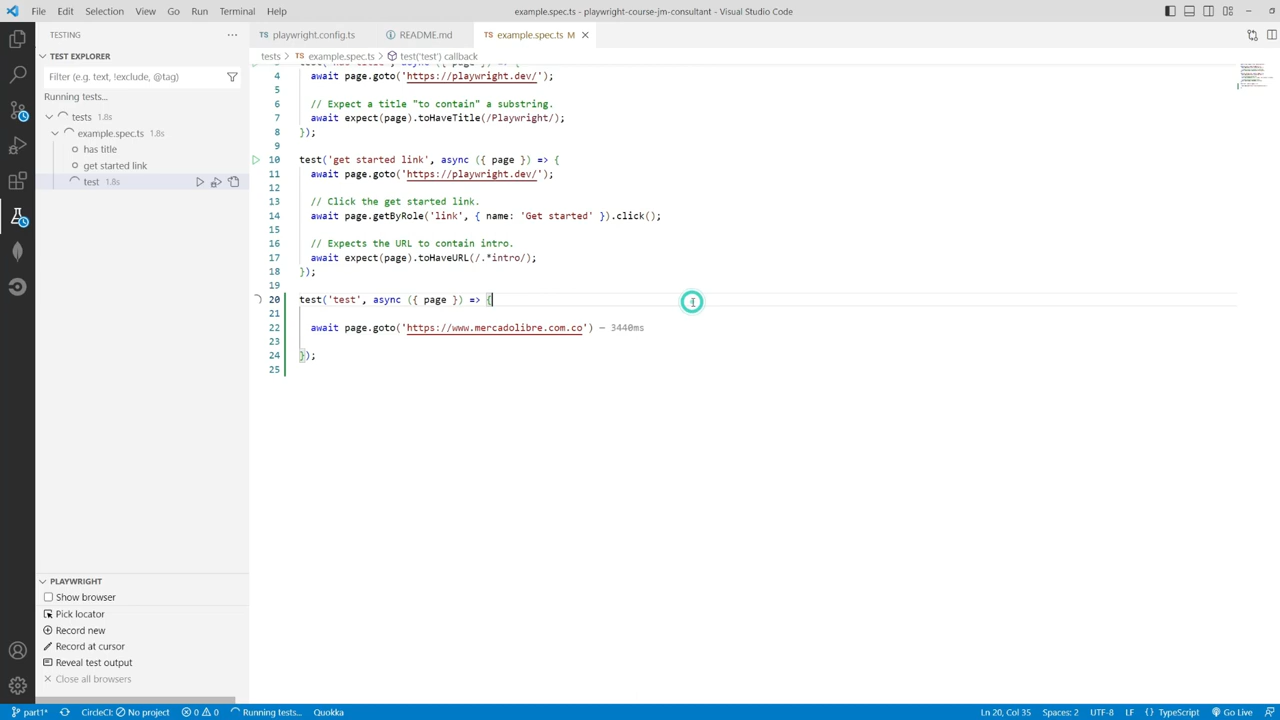 File Edit Selection View Go Run Terminal Help
example.spec.ts - playwright-course-jm-consultant - Visual Studio Code
TESTING
TS playwright.config.ts
README.md
TS example.spec.ts M
TEST EXPLORER
tests > TS example.spec.ts > test('test') callback
Filter (e.g. text, !exclude, @tag)
Running tests...
tests 1.8s
example.spec.ts 1.8s
has title
get started link
test 1.8s
4 await page.goto('https://playwright.dev/');
5
6 // Expect a title "to contain" a substring.
7 await expect(page).toHaveTitle(/Playwright/);
8 });
9
10 test('get started link', async ({ page }) => {
11 await page.goto('https://playwright.dev/');
12
13 // Click the get started link.
14 await page.getByRole('link', { name: 'Get started' }).click();
15
16 // Expects the URL to contain intro.
17 await expect(page).toHaveURL(/.*intro/);
18 });
19
20 test('test', async ({ page }) => {
21
22 await page.goto('https://www.mercadolibre.com.co') — 3440ms
23
24 });
25
PLAYWRIGHT
Show browser
Pick locator
Record new
Record at cursor
Reveal test output
Close all browsers
part1* CircleCI: No project 0 0 Running tests... Quokka
Ln 20, Col 35 Spaces: 2 UTF-8 LF {} TypeScript Go Live